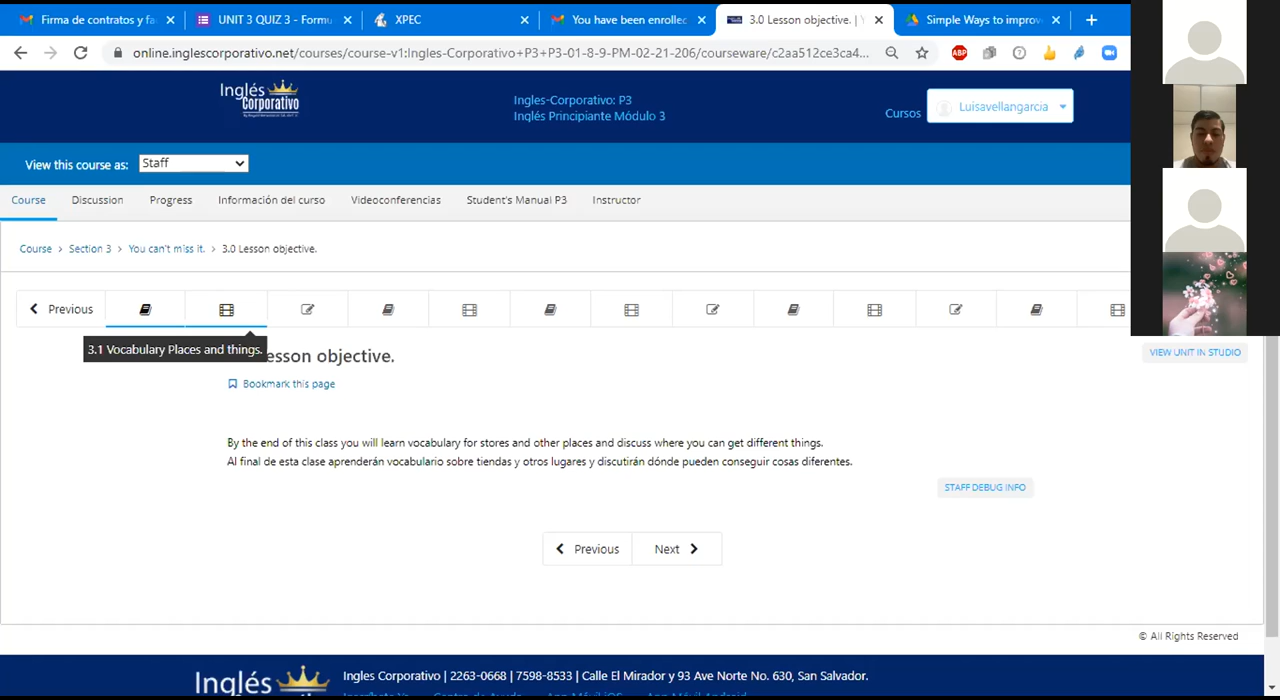 Firma de contratos y fa
UNIT 3 QUIZ 3 - Formu
XPEC
You have been enrolle
3.0 Lesson objective. | Y
Simple Ways to improv
online.inglescorporativo.net/courses/course-v1:Ingles-Corporativo+P3+P3-01-8-9-PM-02-21-206/courseware/c2aa512ce3ca4...
ABP
Inglés
Corporativo
Ingles-Corporativo: P3
Inglés Principiante Módulo 3
Cursos
Luisavellangarcia
View this course as:
Staff
Course
Discussion
Progress
Información del curso
Videoconferencias
Student's Manual P3
Instructor
Course > Section 3 > You can't miss it. > 3.0 Lesson objective.
Previous
3.1 Vocabulary Places and things.
esson objective.
VIEW UNIT IN STUDIO
Bookmark this page
By the end of this class you will learn vocabulary for stores and other places and discuss where you can get different things.
Al final de esta clase aprenderán vocabulario sobre tiendas y otros lugares y discutirán dónde pueden conseguir cosas diferentes.
STAFF DEBUG INFO
Previous
Next
© All Rights Reserved
Inglés
Ingles Corporativo | 2263-0668 | 7598-8533 | Calle El Mirador y 93 Ave Norte No. 630, San Salvador.